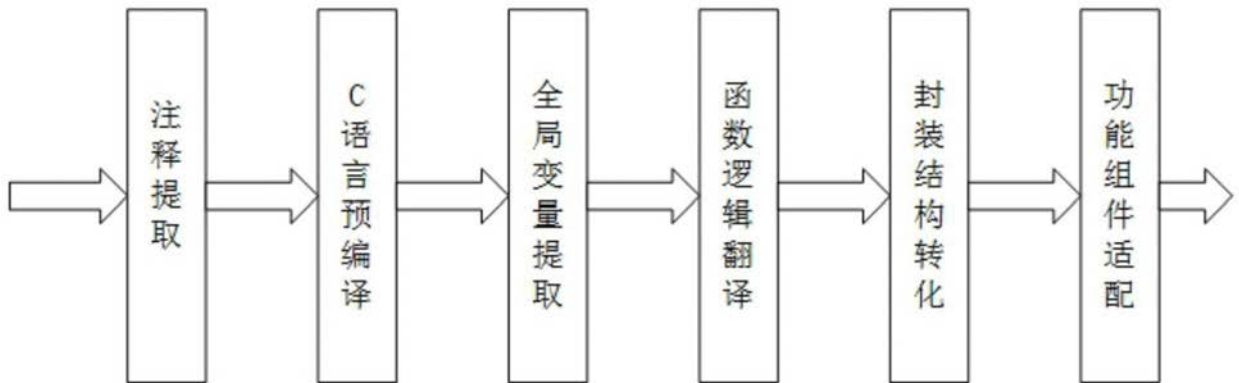 注释提取
C语言预编译
全局变量提取
函数逻辑翻译
封装结构转化
功能组件适配